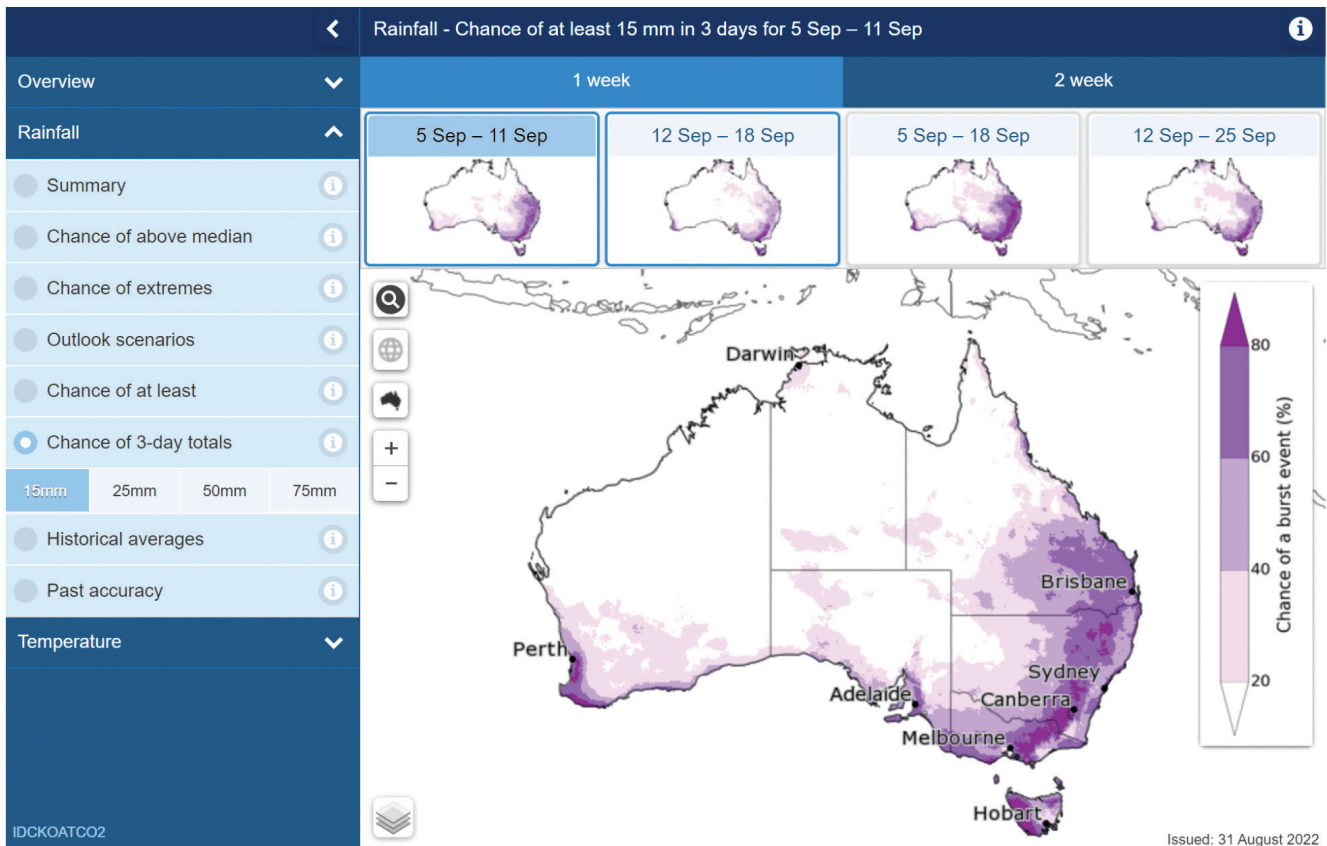 Rainfall - Chance of at least 15 mm in 3 days for 5 Sep – 11 Sep
Overview
Rainfall
Summary
Chance of above median
Chance of extremes
Outlook scenarios
Chance of at least
Chance of 3-day totals
15mm 25mm 50mm 75mm
Historical averages
Past accuracy
Temperature
IDCKOATCO2
1 week 2 week
5 Sep – 11 Sep 12 Sep – 18 Sep 5 Sep – 18 Sep 12 Sep – 25 Sep
Darwin
Brisbane
Perth
Sydney
Adelaide
Canberra
Melbourne
Hobart
80
60
40
20
Chance of a burst event (%)
Issued: 31 August 2022